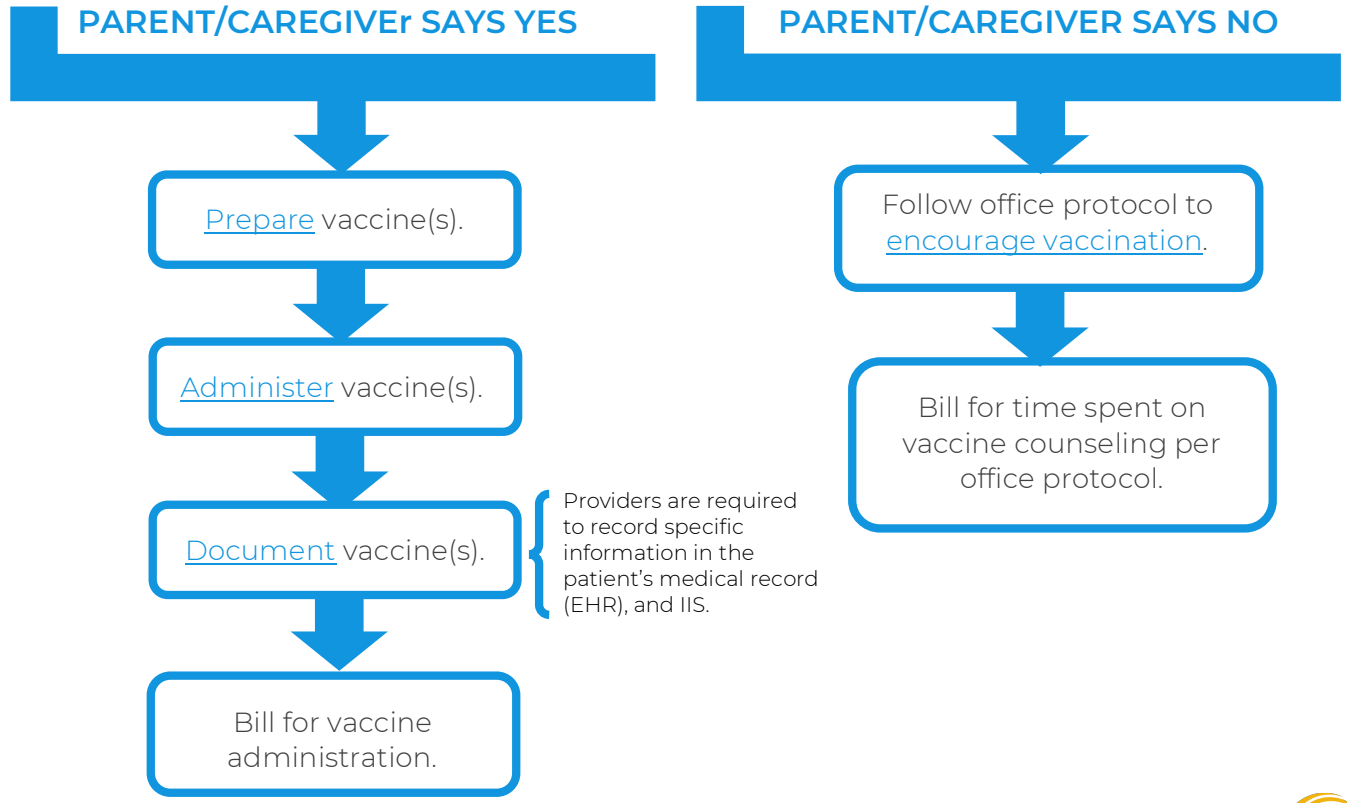 PARENT/CAREGIVEr SAYS YES
Prepare vaccine(s).
Administer vaccine(s).
Document vaccine(s).
Providers are required
to record specific
information in the
patient’s medical record
(EHR), and IIS.
Bill for vaccine
administration.
PARENT/CAREGIVER SAYS NO
Follow office protocol to
encourage vaccination.
Bill for time spent on
vaccine counseling per
office protocol.